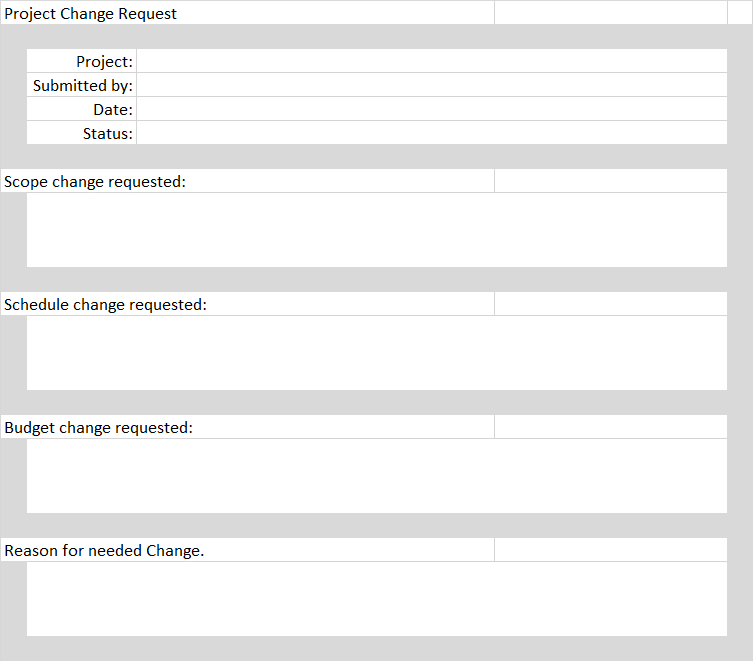 Project Change Request
Project:
Submitted by:
Date:
Status:
Scope change requested:
Schedule change requested:
Budget change requested:
Reason for needed Change.